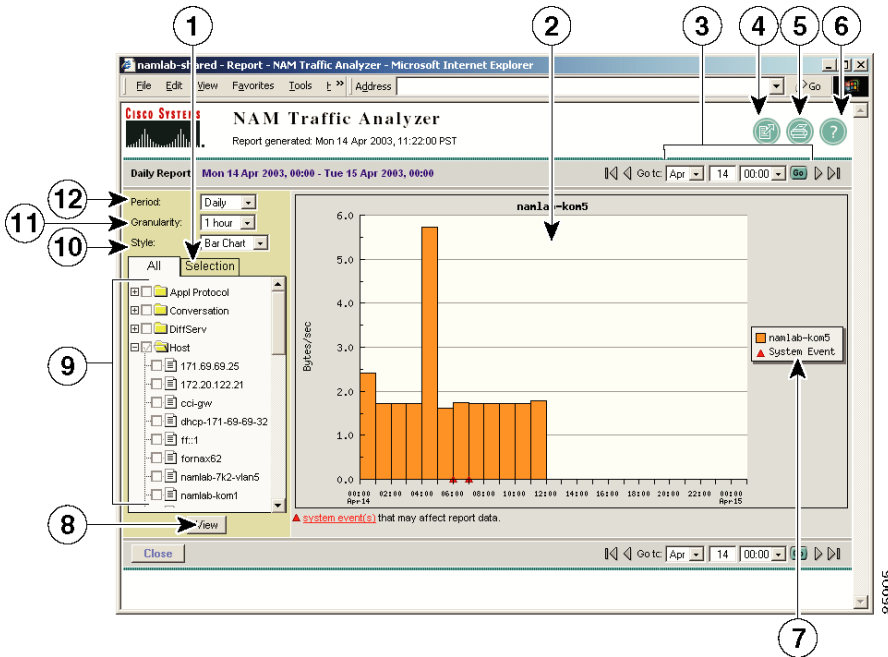 1
2
3
4
5
6
namlab-shared - Report - NAM Traffic Analyzer - Microsoft Internet Explorer
File Edit View Favorites Tools » Address Go
CISCO SYSTEMS
NAM Traffic Analyzer
Report generated: Mon 14 Apr 2003, 11:22:00 PST
Daily Report Mon 14 Apr 2003, 00:00 - Tue 15 Apr 2003, 00:00
Go to: Apr 14 00:00 Go
12
Period: Daily
11
Granularity: 1 hour
10
Style: Bar Chart
All Selection
Appl Protocol
Conversation
DiffServ
Host
9
171.69.69.25
172.20.122.21
cci-gw
dhcp-171-69-69-32
ff::1
fornax62
namlab-7k2-vlan5
namlab-kom1
8
View
namlab-kom5
Bytes/sec
6.0
5.0
4.0
3.0
2.0
1.0
0.0
00:00 02:00 04:00 06:00 08:00 10:00 12:00 14:00 16:00 18:00 20:00 22:00 00:00
Apr 14 Apr 15
namlab-kom5
System Event
7
system event(s) that may affect report data.
Close
Go to: Apr 14 00:00 Go